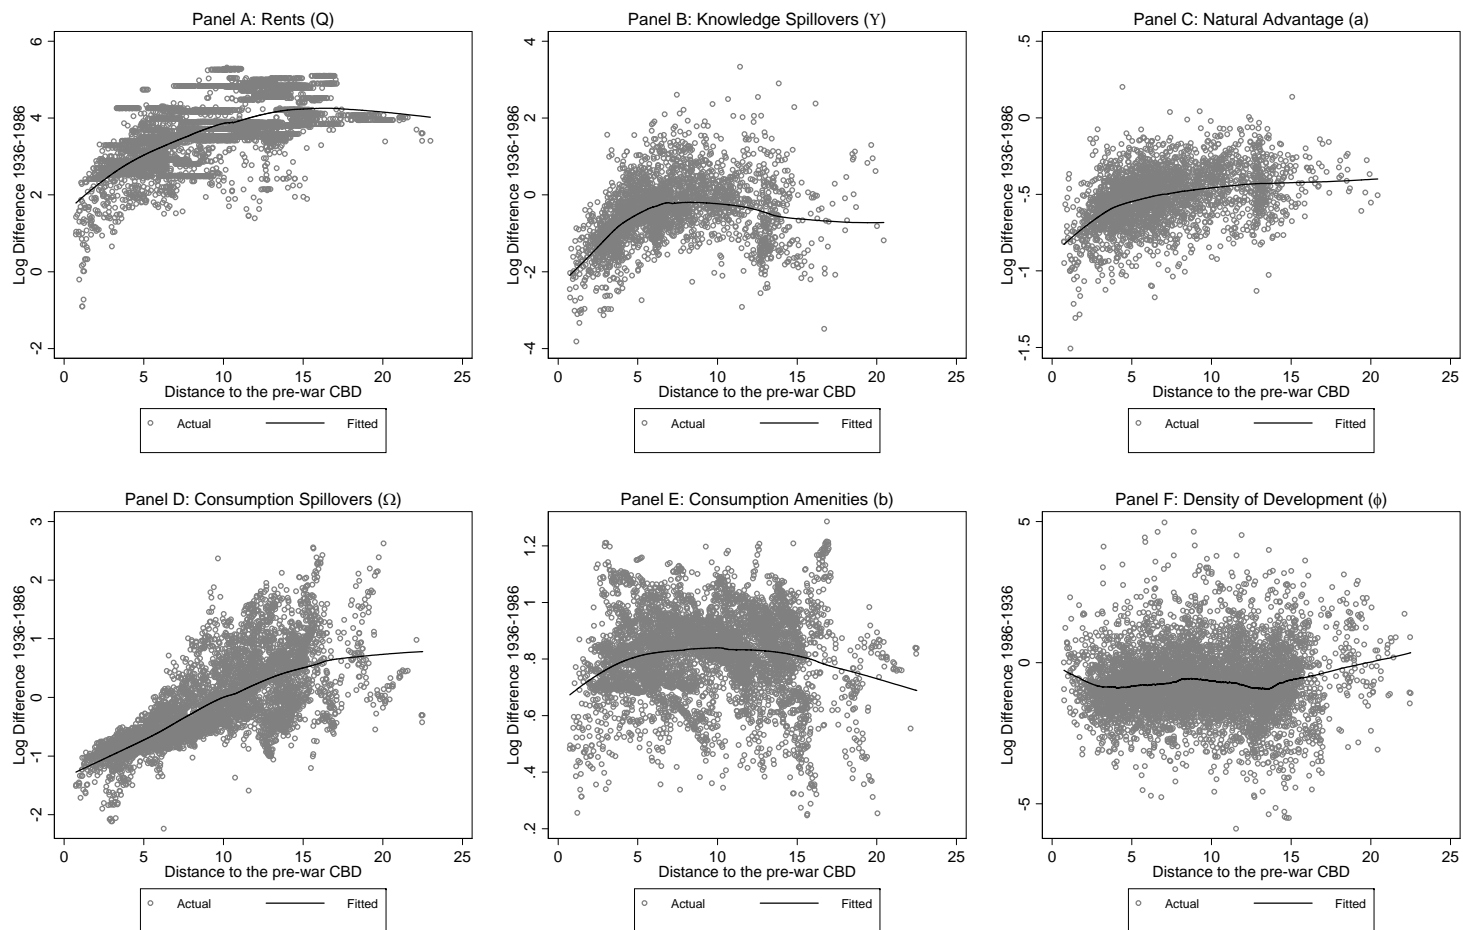 Panel A: Rents (Q)
Log Difference 1936-1986
6
4
2
0
-2
0 5 10 15 20 25
Distance to the pre-war CBD
Actual Fitted
Panel B: Knowledge Spillovers (Υ)
Log Difference 1936-1986
4
2
0
-2
-4
0 5 10 15 20 25
Distance to the pre-war CBD
Actual Fitted
Panel C: Natural Advantage (a)
Log Difference 1936-1986
.5
0
-.5
-1
-1.5
0 5 10 15 20 25
Distance to the pre-war CBD
Actual Fitted
Panel D: Consumption Spillovers (Ω)
Log Difference 1936-1986
3
2
1
0
-1
-2
0 5 10 15 20 25
Distance to the pre-war CBD
Actual Fitted
Panel E: Consumption Amenities (b)
Log Difference 1936-1986
1.2
1
.8
.6
.4
.2
0 5 10 15 20 25
Distance to the pre-war CBD
Actual Fitted
Panel F: Density of Development (ϕ)
Log Difference 1986-1936
5
0
-5
0 5 10 15 20 25
Distance to the pre-war CBD
Actual Fitted